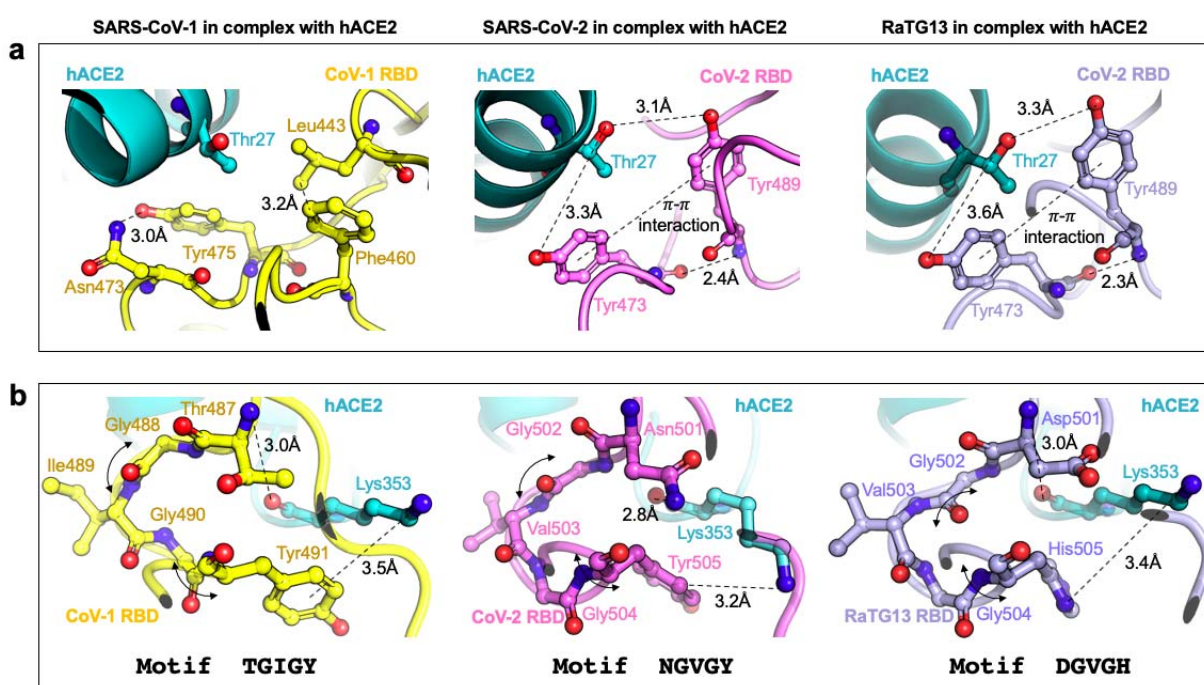 SARS-CoV-1 in complex with hACE2
SARS-CoV-2 in complex with hACE2
RaTG13 in complex with hACE2
a
hACE2
CoV-1 RBD
Leu443
Thr27
3.2Å
3.0Å
Tyr475
Asn473
Phe460
hACE2
CoV-2 RBD
3.1Å
Thr27
Tyr489
3.3Å
π-π
interaction
2.4Å
Tyr473
hACE2
CoV-2 RBD
3.3Å
Thr27
Tyr489
3.6Å
π-π
interaction
2.3Å
Tyr473
b
Thr487
hACE2
Gly488
3.0Å
Ile489
Lys353
Gly490
Tyr491
3.5Å
CoV-1 RBD
Motif TGIGY
hACE2
Gly502
Asn501
2.8Å
Val503
Lys353
Tyr505
3.2Å
CoV-2 RBD
Gly504
Motif NGVGY
hACE2
Asp501
3.0Å
Gly502
Lys353
Val503
His505
3.4Å
RaTG13 RBD
Gly504
Motif DGVGH